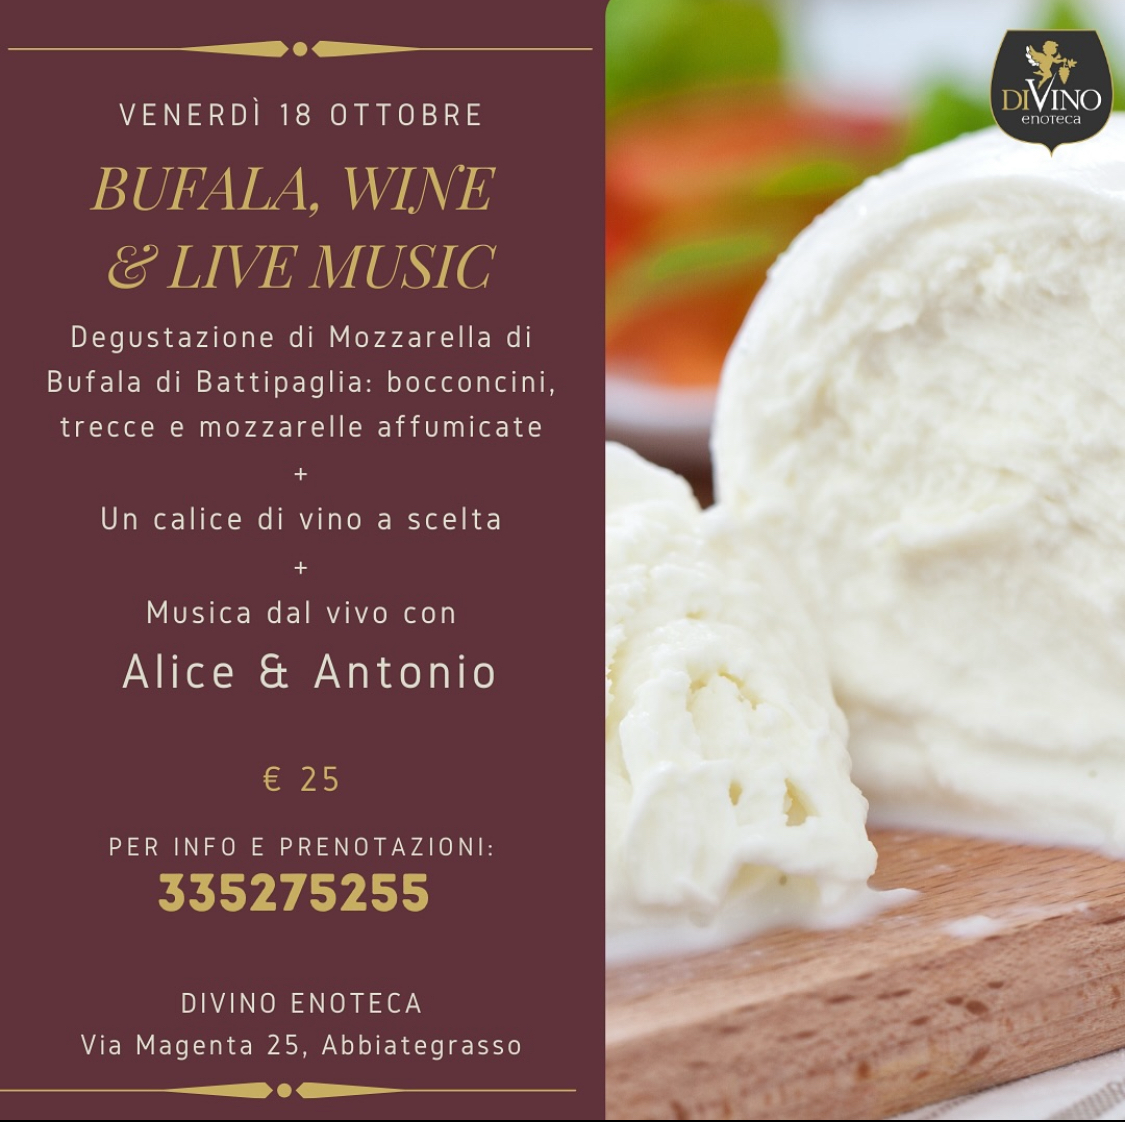 VENERDÌ 18 OTTOBRE
BUFALA, WINE
& LIVE MUSIC
Degustazione di Mozzarella di
Bufala di Battipaglia: bocconcini,
trecce e mozzarelle affumicate
+
Un calice di vino a scelta
+
Musica dal vivo con
Alice & Antonio
€ 25
PER INFO E PRENOTAZIONI:
335275255
DIVINO ENOTECA
Via Magenta 25, Abbiategrasso
DIVINO
enoteca